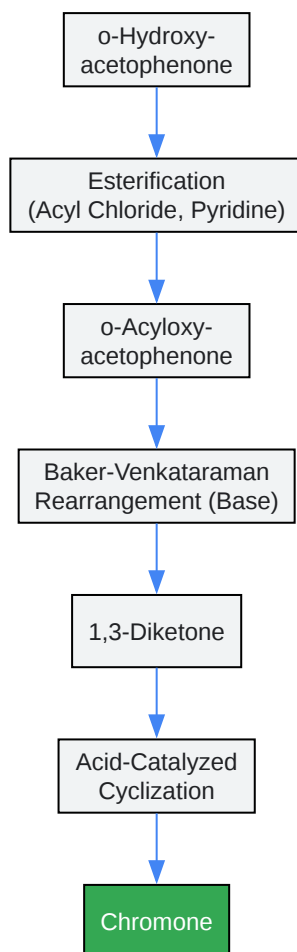 o-Hydroxy-
acetophenone
Esterification
(Acyl Chloride, Pyridine)
o-Acyloxy-
acetophenone
Baker-Venkataraman
Rearrangement (Base)
1,3-Diketone
Acid-Catalyzed
Cyclization
Chromone